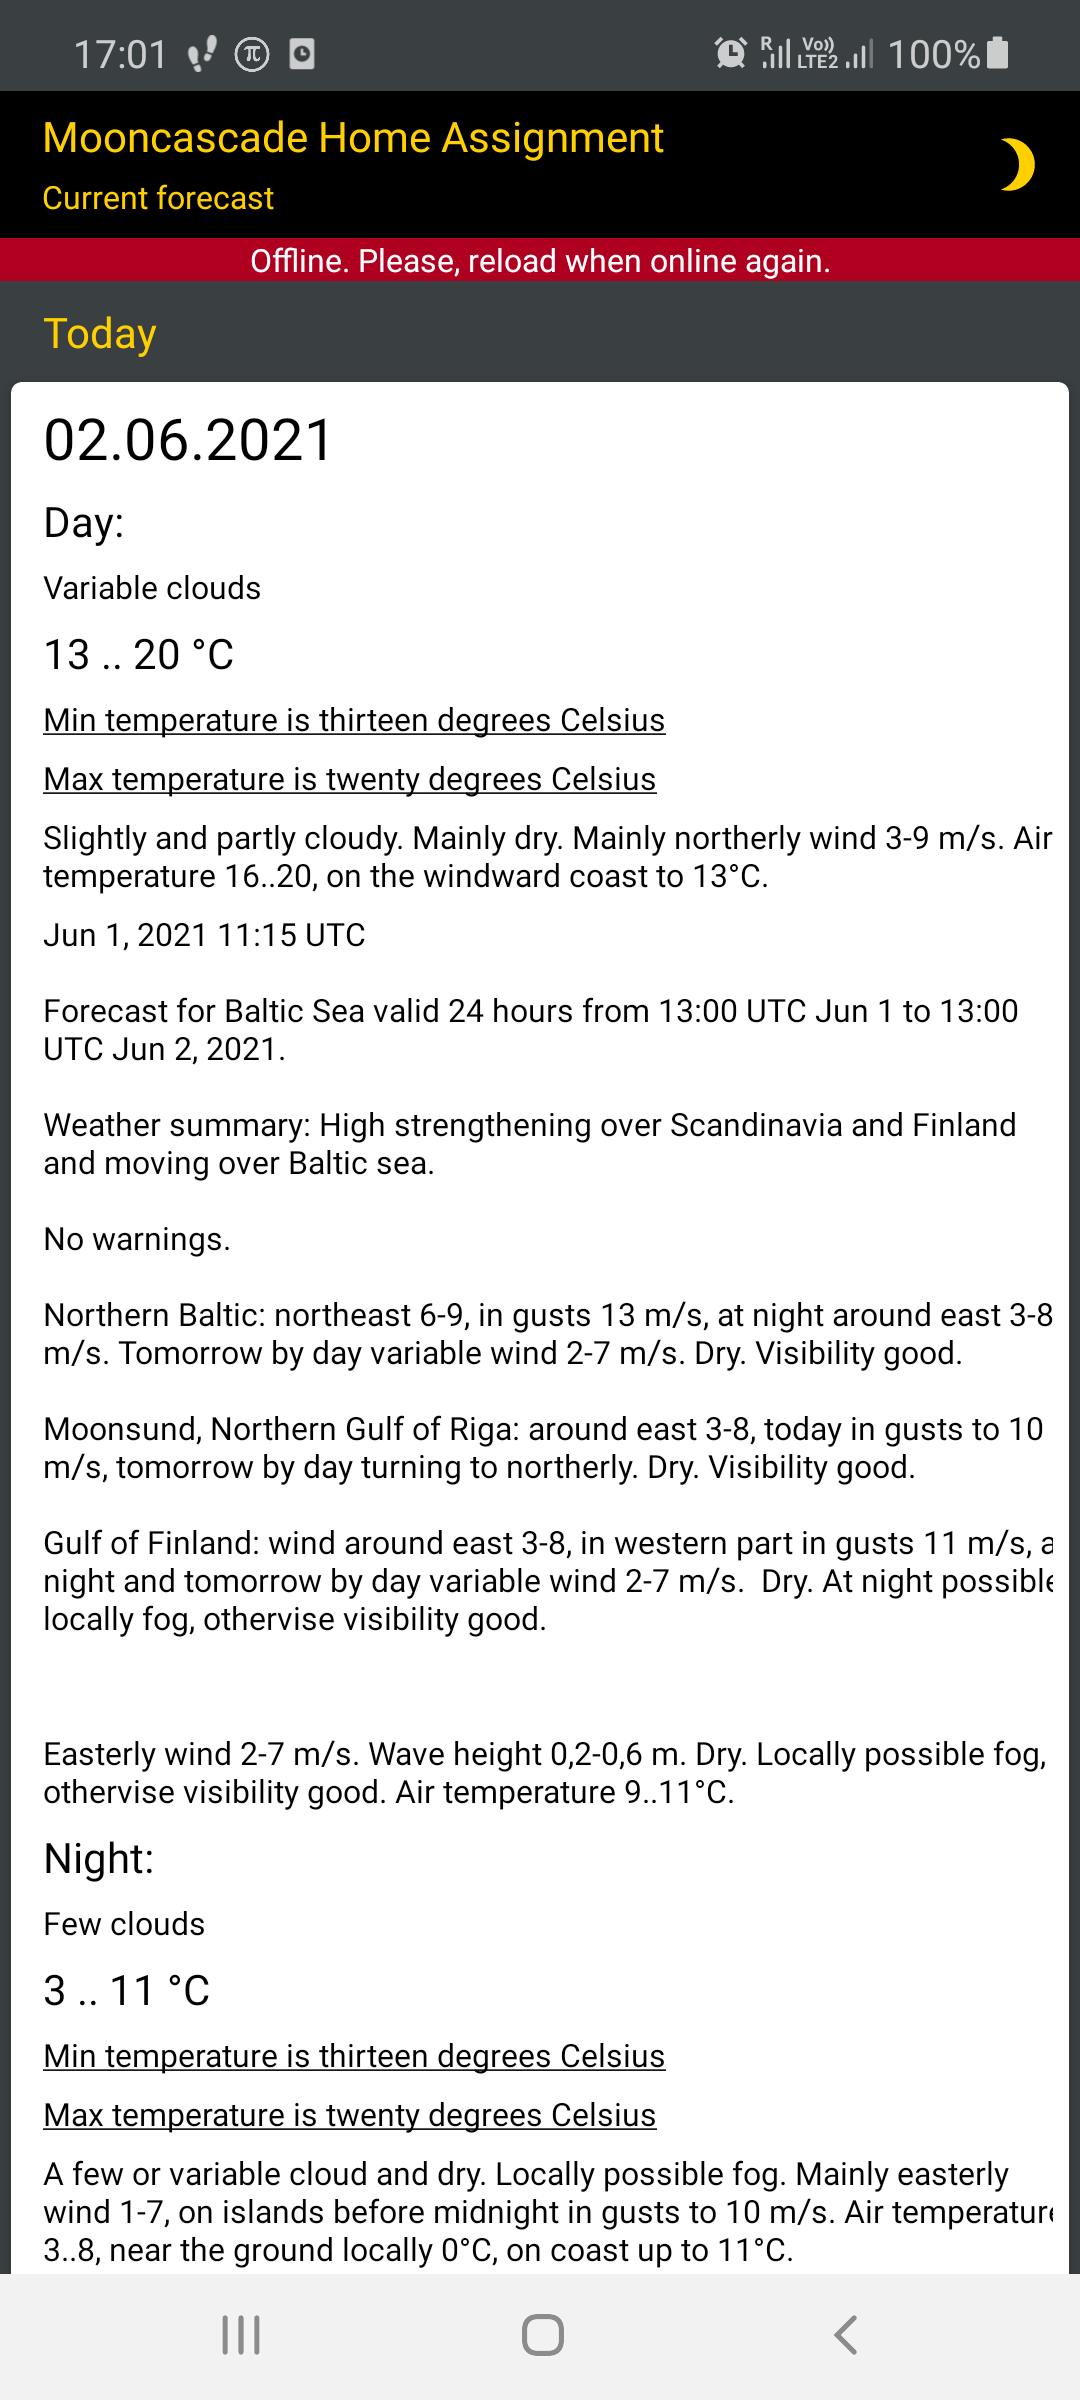 17:01
R Vo)) LTE2 100%
Mooncascade Home Assignment
Current forecast
Offline. Please, reload when online again.
Today
02.06.2021
Day:
Variable clouds
13 .. 20 °C
Min temperature is thirteen degrees Celsius
Max temperature is twenty degrees Celsius
Slightly and partly cloudy. Mainly dry. Mainly northerly wind 3-9 m/s. Air
temperature 16..20, on the windward coast to 13°C.
Jun 1, 2021 11:15 UTC
Forecast for Baltic Sea valid 24 hours from 13:00 UTC Jun 1 to 13:00
UTC Jun 2, 2021.
Weather summary: High strengthening over Scandinavia and Finland
and moving over Baltic sea.
No warnings.
Northern Baltic: northeast 6-9, in gusts 13 m/s, at night around east 3-8
m/s. Tomorrow by day variable wind 2-7 m/s. Dry. Visibility good.
Moonsund, Northern Gulf of Riga: around east 3-8, today in gusts to 10
m/s, tomorrow by day turning to northerly. Dry. Visibility good.
Gulf of Finland: wind around east 3-8, in western part in gusts 11 m/s, a
night and tomorrow by day variable wind 2-7 m/s.  Dry. At night possible
locally fog, othervise visibility good.
Easterly wind 2-7 m/s. Wave height 0,2-0,6 m. Dry. Locally possible fog,
othervise visibility good. Air temperature 9..11°C.
Night:
Few clouds
3 .. 11 °C
Min temperature is thirteen degrees Celsius
Max temperature is twenty degrees Celsius
A few or variable cloud and dry. Locally possible fog. Mainly easterly
wind 1-7, on islands before midnight in gusts to 10 m/s. Air temperature
3..8, near the ground locally 0°C, on coast up to 11°C.